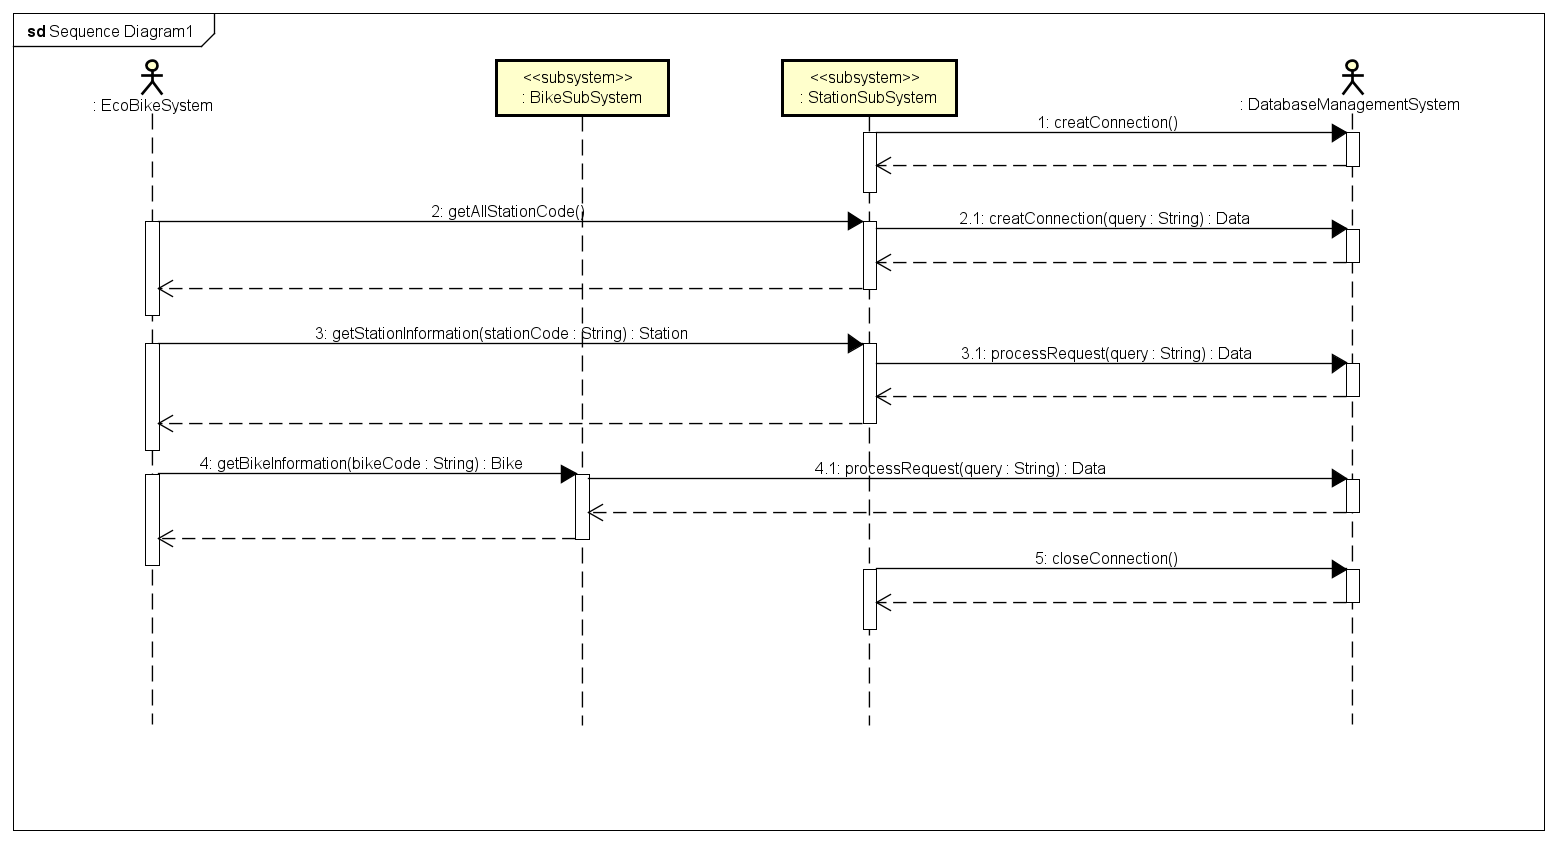 sd Sequence Diagram1
: EcoBikeSystem
<<subsystem>>
: BikeSubSystem
<<subsystem>>
: StationSubSystem
: DatabaseManagementSystem
1: creatConnection()
2: getAllStationCode()
2.1: creatConnection(query : String) : Data
3: getStationInformation(stationCode : String) : Station
3.1: processRequest(query : String) : Data
4: getBikeInformation(bikeCode : String) : Bike
4.1: processRequest(query : String) : Data
5: closeConnection()